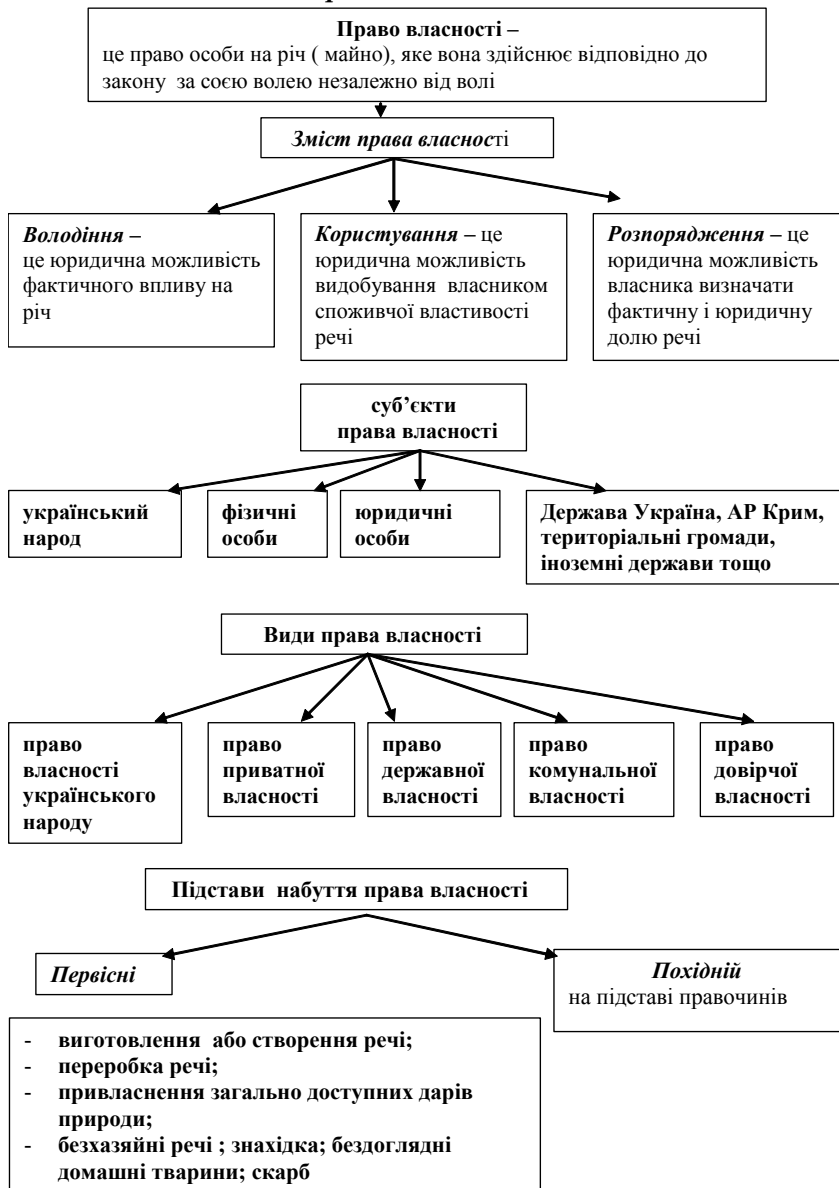 Право власності –
це право особи на річ ( майно), яке вона здійснює відповідно до
закону за соєю волею незалежно від волі
Зміст права власності
Володіння –
це юридична можливість
фактичного впливу на
річ
Користування – це
юридична можливість
видобування власником
споживчої властивості
речі
Розпорядження – це
юридична можливість
власника визначати
фактичну і юридичну
долю речі
суб’єкти
права власності
український
народ
фізичні
особи
юридичні
особи
Держава Україна, АР Крим,
територіальні громади,
іноземні держави тощо
Види права власності
право
власності
українського
народу
право
приватної
власності
право
державної
власності
право
комунальної
власності
право
довірчої
власності
Підстави набуття права власності
Первісні
Похідній
на підставі правочинів
- виготовлення або створення речі;
- переробка речі;
- привласнення загально доступних дарів
природи;
- безхазяйні речі ; знахідка; бездоглядні
домашні тварини; скарб